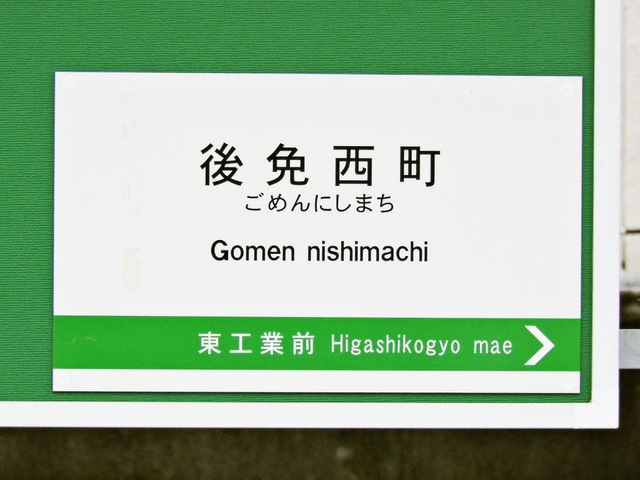 後免西町
ごめんにしまち
Gomen nishimachi
東工業前 Higashikogyo mae